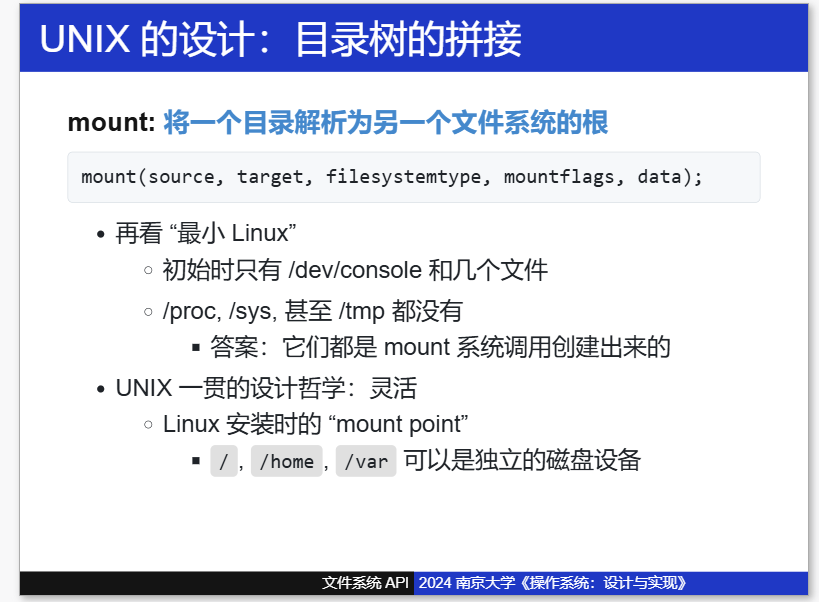 UNIX 的设计：目录树的拼接
mount: 将一个目录解析为另一个文件系统的根
mount(source, target, filesystemtype, mountflags, data);
• 再看 “最小 Linux”
◦ 初始时只有 /dev/console 和几个文件
◦ /proc, /sys, 甚至 /tmp 都没有
▪ 答案：它们都是 mount 系统调用创建出来的
• UNIX 一贯的设计哲学：灵活
◦ Linux 安装时的 “mount point”
▪ /, /home, /var 可以是独立的磁盘设备
文件系统 API 2024 南京大学《操作系统：设计与实现》